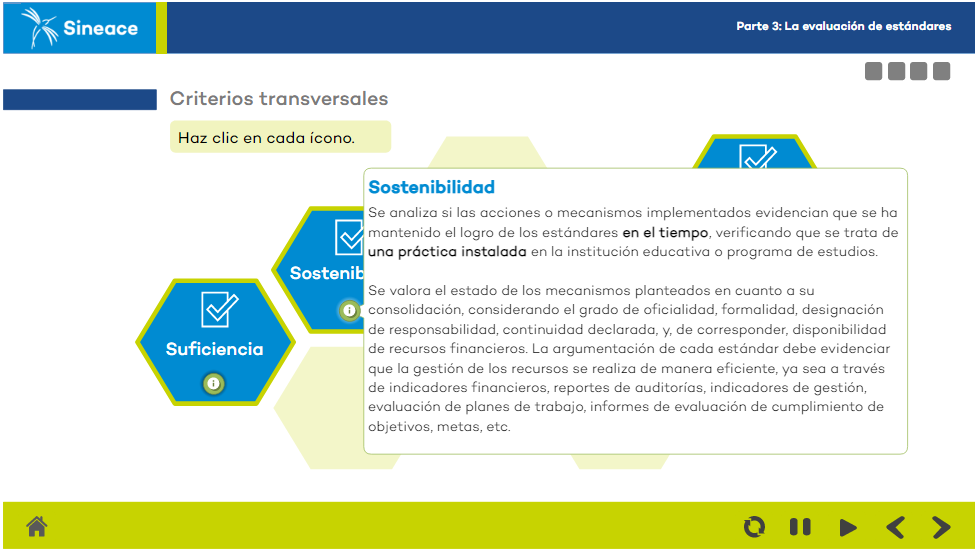 Sineace
Parte 3: La evaluación de estándares
Criterios transversales
Haz clic en cada ícono.
Sostenibilidad
Se analiza si las acciones o mecanismos implementados evidencian que se ha
mantenido el logro de los estándares en el tiempo, verificando que se trata de
una práctica instalada en la institución educativa o programa de estudios.
Se valora el estado de los mecanismos planteados en cuanto a su
consolidación, considerando el grado de oficialidad, formalidad, designación
de responsabilidad, continuidad declarada, y, de corresponder, disponibilidad
de recursos financieros. La argumentación de cada estándar debe evidenciar
que la gestión de los recursos se realiza de manera eficiente, ya sea a través
de indicadores financieros, reportes de auditorías, indicadores de gestión,
evaluación de planes de trabajo, informes de evaluación de cumplimiento de
objetivos, metas, etc.
Sostenib
Suficiencia